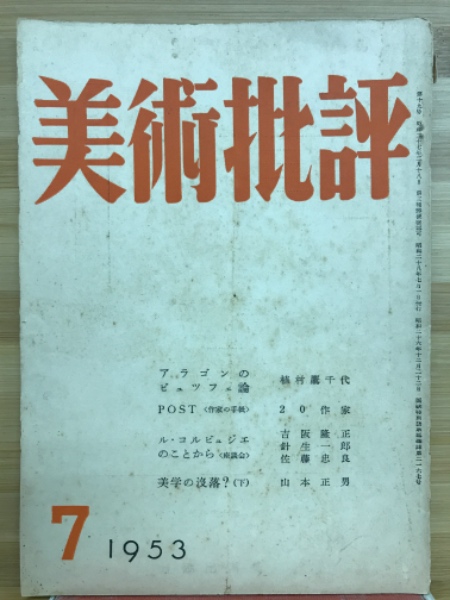 美術批評
アラゴンの
ビュッフェ論
植村鷹千代
POST〈作家の手帳〉
20作家
ル・コルビュジエ
のことから〈座談会〉
吉阪隆正
針生一郎
佐藤忠良
美学の没落?(下)
山本正男
7
1953